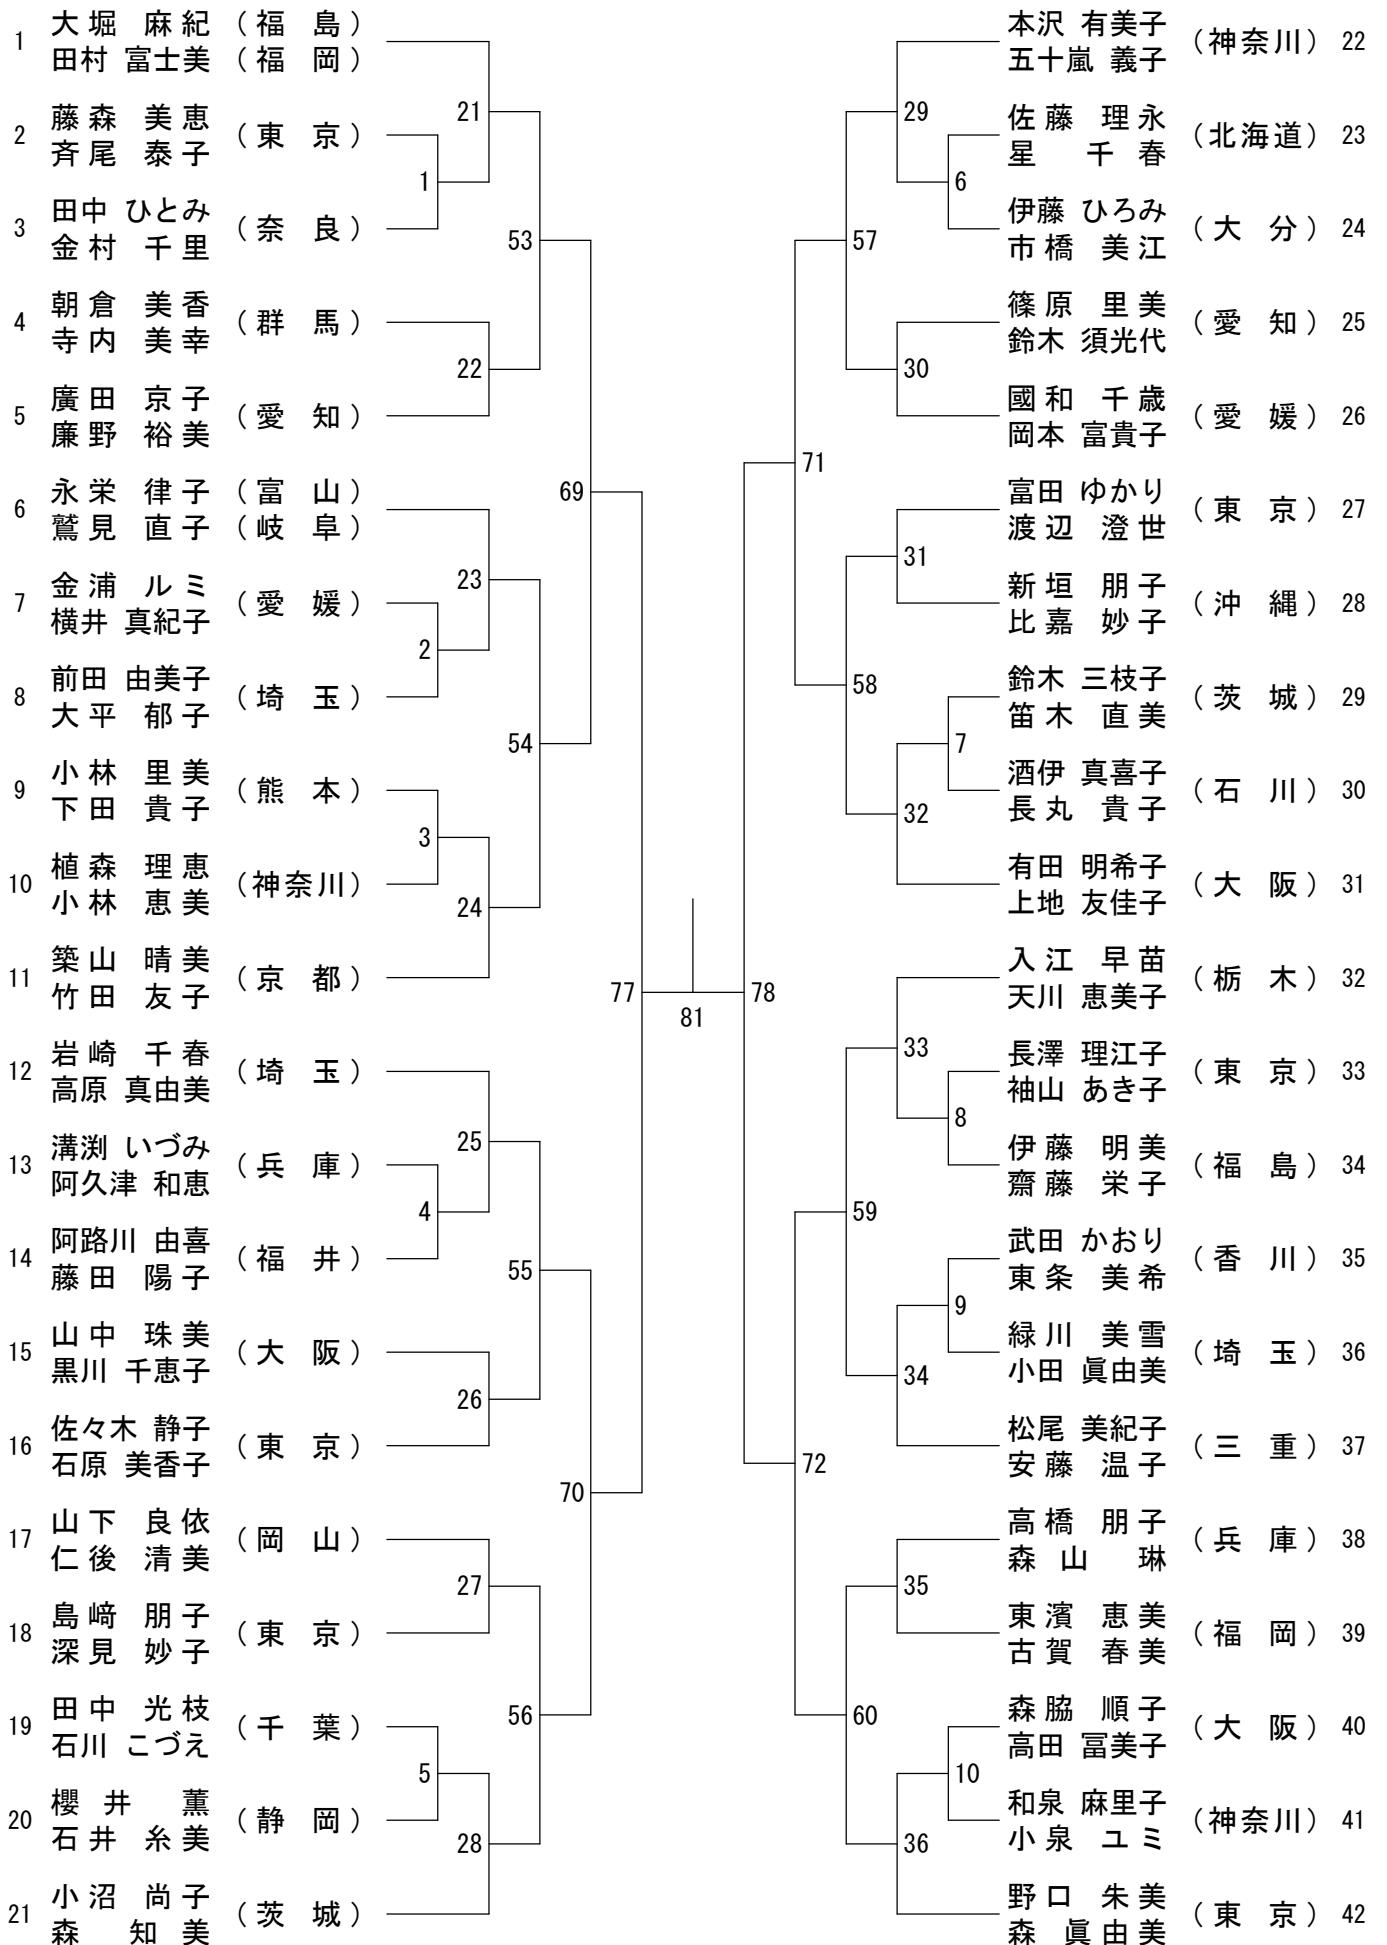 1 大堀 麻紀 (福 島)
田村 富士美 (福 岡)
2 藤森 美恵 (東 京)
斉尾 泰子
3 田中 ひとみ (奈 良)
金村 千里
4 朝倉 美香 (群 馬)
寺内 美幸
5 廣田 京子 (愛 知)
廉野 裕美
6 永栄 律子 (富 山)
鷲見 直子 (岐 阜)
7 金浦 ルミ (愛 媛)
横井 真紀子
8 前田 由美子 (埼 玉)
大平 郁子
9 小林 里美 (熊 本)
下田 貴子
10 植森 理恵 (神奈川)
小林 恵美
11 築山 晴美 (京 都)
竹田 友子
12 岩崎 千春 (埼 玉)
高原 真由美
13 溝渕 いづみ (兵 庫)
阿久津 和恵
14 阿路川 由喜 (福 井)
藤田 陽子
15 山中 珠美 (大 阪)
黒川 千恵子
16 佐々木 静子 (東 京)
石原 美香子
17 山下 良依 (岡 山)
仁後 清美
18 島﨑 朋子 (東 京)
深見 妙子
19 田中 光枝 (千 葉)
石川 こづえ
20 櫻井 薫 (静 岡)
石井 糸美
21 小沼 尚子 (茨 城)
森 知美
21
1
53
22
69
23
2
54
3
24
77
25
4
55
26
70
27
56
5
28
81
78
29
6
57
30
71
31
58
7
32
33
8
59
9
34
72
35
60
10
36
本沢 有美子 (神奈川) 22
五十嵐 義子
佐藤 理永 (北海道) 23
星 千春
伊藤 ひろみ (大 分) 24
市橋 美江
篠原 里美 (愛 知) 25
鈴木 須光代
國和 千歳 (愛 媛) 26
岡本 富貴子
富田 ゆかり (東 京) 27
渡辺 澄世
新垣 朋子 (沖 縄) 28
比嘉 妙子
鈴木 三枝子 (茨 城) 29
笛木 直美
酒伊 真喜子 (石 川) 30
長丸 貴子
有田 明希子 (大 阪) 31
上地 友佳子
入江 早苗 (栃 木) 32
天川 恵美子
長澤 理江子 (東 京) 33
袖山 あき子
伊藤 明美 (福 島) 34
齋藤 栄子
武田 かおり (香 川) 35
東条 美希
緑川 美雪 (埼 玉) 36
小田 眞由美
松尾 美紀子 (三 重) 37
安藤 温子
高橋 朋子 (兵 庫) 38
森山 琳
東濱 恵美 (福 岡) 39
古賀 春美
森脇 順子 (大 阪) 40
高田 冨美子
和泉 麻里子 (神奈川) 41
小泉 ユミ
野口 朱美 (東 京) 42
森 眞由美